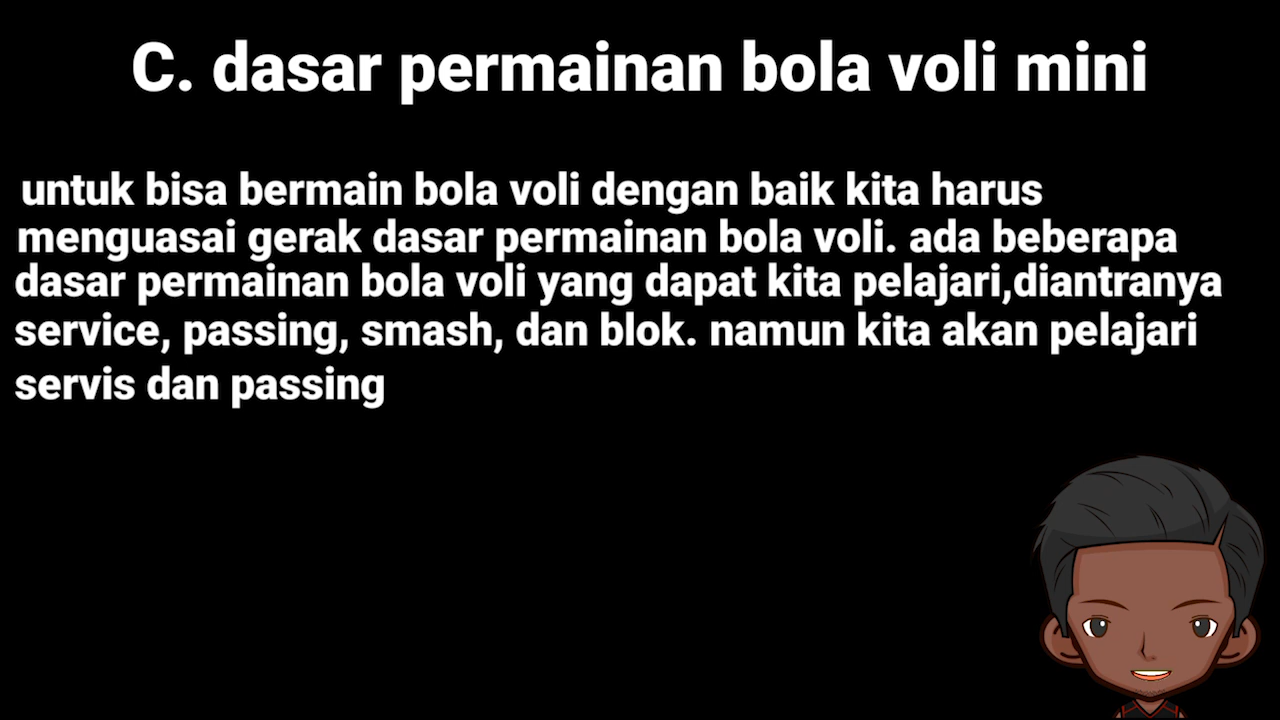 C. dasar permainan bola voli mini
untuk bisa bermain bola voli dengan baik kita harus
menguasai gerak dasar permainan bola voli. ada beberapa
dasar permainan bola voli yang dapat kita pelajari,diantranya
service, passing, smash, dan blok. namun kita akan pelajari
servis dan passing